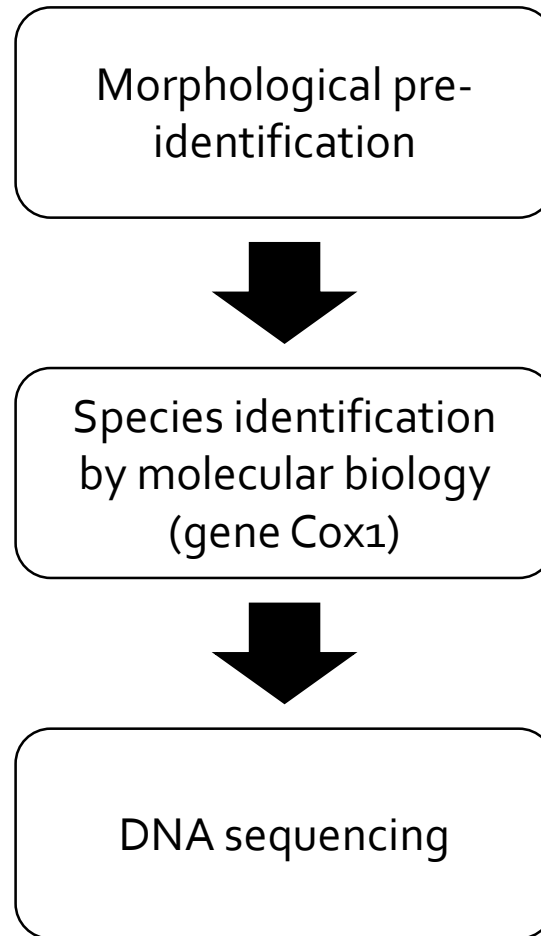 Morphological pre-
identification
Species identification
by molecular biology
(gene Cox1)
DNA sequencing